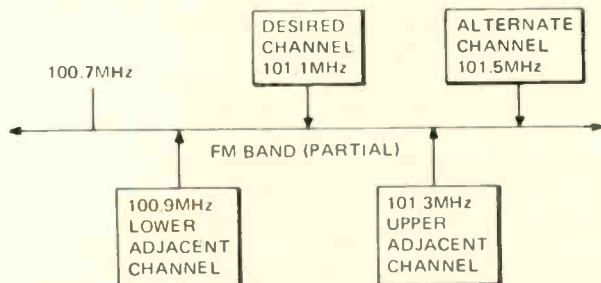 DESIRED
CHANNEL
101.1MHz
ALTERNATE
CHANNEL
101.5MHz
100.7MHz
FM BAND (PARTIAL)
100.9MHz
LOWER
ADJACENT
CHANNEL
101.3MHz
UPPER
ADJACENT
CHANNEL